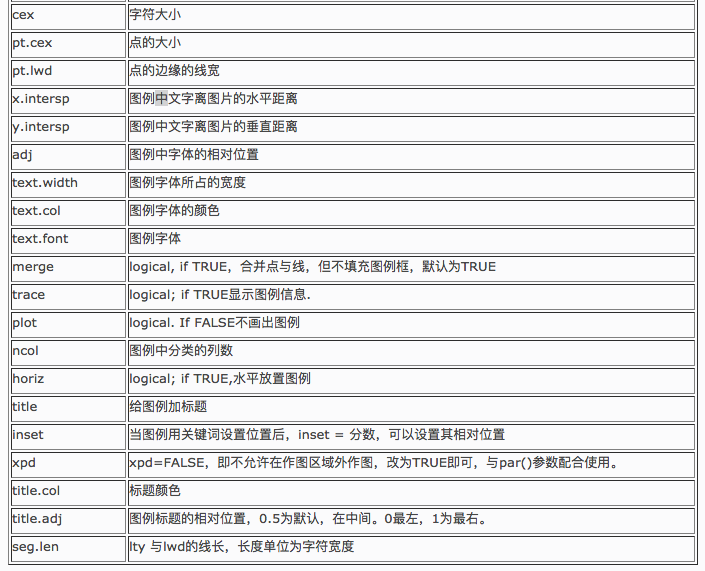 cex 字符大小
pt.cex 点的大小
pt.lwd 点的边缘的线宽
x.intersp 图例中文字离图片的水平距离
y.intersp 图例中文字离图片的垂直距离
adj 图例中字体的相对位置
text.width 图例字体所占的宽度
text.col 图例字体的颜色
text.font 图例字体
merge logical, if TRUE，合并点与线，但不填充图例框，默认为TRUE
trace logical; if TRUE显示图例信息.
plot logical. If FALSE不画出图例
ncol 图例中分类的列数
horiz logical; if TRUE,水平放置图例
title 给图例加标题
inset 当图例用关键词设置位置后，inset = 分数，可以设置其相对位置
xpd xpd=FALSE，即不允许在作图区域外作图，改为TRUE即可，与par()参数配合使用。
title.col 标题颜色
title.adj 图例标题的相对位置，0.5为默认，在中间。0最左，1为最右。
seg.len lty 与lwd的线长，长度单位为字符宽度